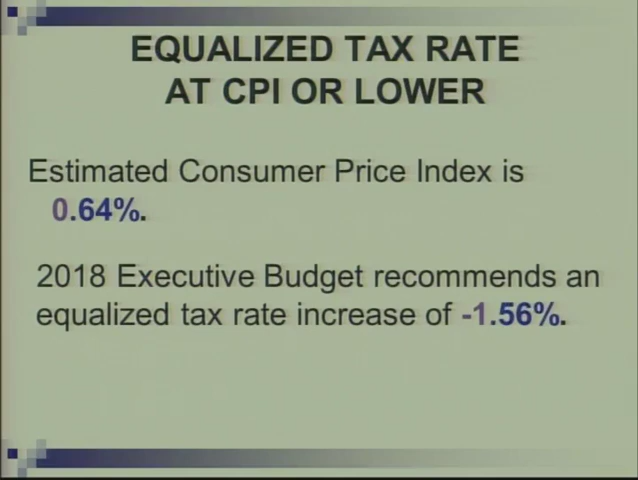 EQUALIZED TAX RATE
AT CPI OR LOWER
Estimated Consumer Price Index is
0.64%.
2018 Executive Budget recommends an
equalized tax rate increase of -1.56%.